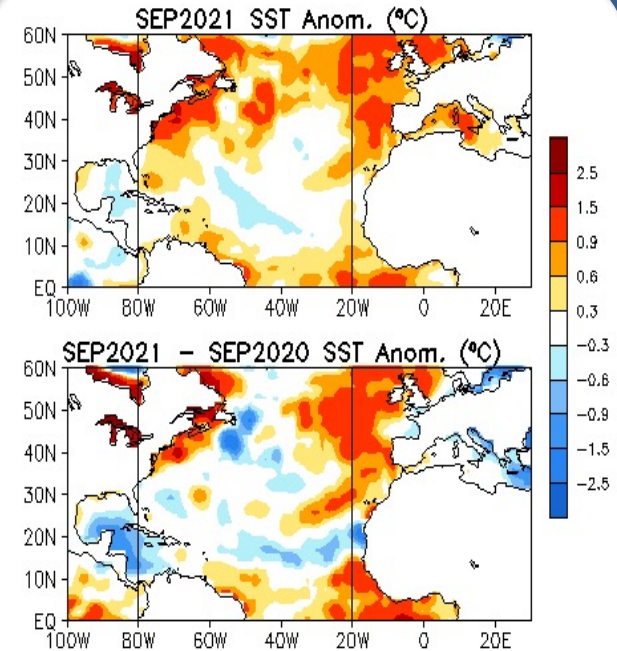 SEP2021 SST Anom. (ºC)
60N
50N
40N
30N
20N
10N
EQ
100W 80W 60W 40W 20W 0 20E
SEP2021 − SEP2020 SST Anom. (ºC)
60N
50N
40N
30N
20N
10N
EQ
100W 80W 60W 40W 20W 0 20E
2.5
1.5
0.9
0.6
0.3
−0.3
−0.6
−0.9
−1.5
−2.5